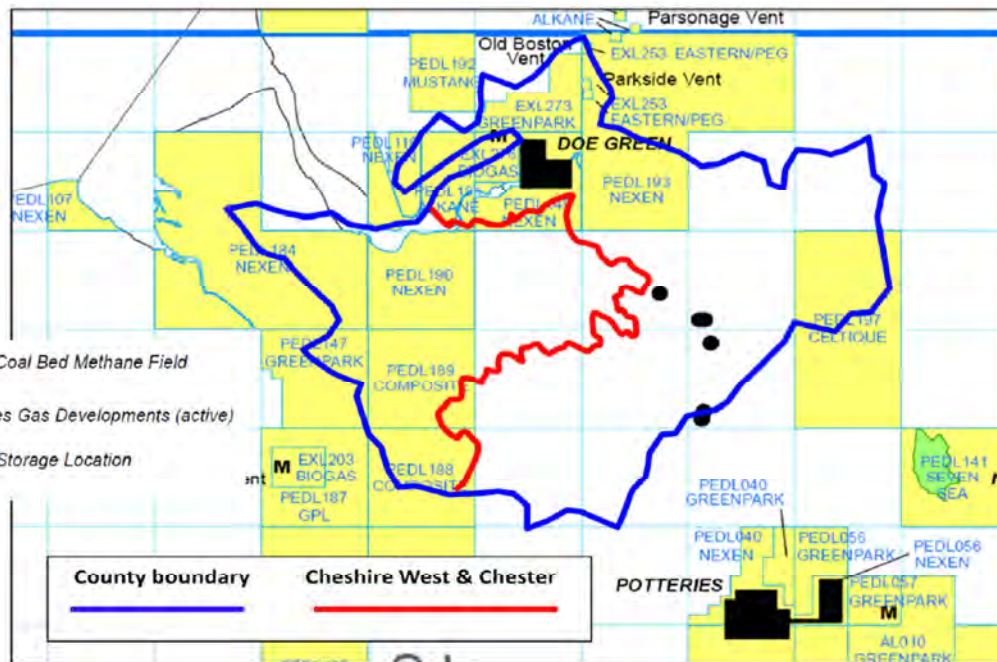 ALKANE
Parsonage Vent
Old Boston
Vent
EXL253 EASTERN/PEG
PEDL192
MUSTANG
Parkside Vent
EXL273
GREENPARK
EXL253
EASTERN/PEG
M
DOE GREEN
NEXEN
BIOGAS
PEDL193
NEXEN
PEDL107
NEXEN
NEXEN
PEDL184
NEXEN
PEDL190
NEXEN
PEDL197
CELTIQUE
PEDL147
GREENPARK
Coal Bed Methane Field
PEDL189
COMPOSITE
es Gas Developments (active)
Storage Location
M EXL203
BIOGAS
ent
PEDL188
COMPOSITE
PEDL187
GPL
PEDL141
SEVEN
SEA
PEDL040
GREENPARK
PEDL040
NEXEN
PEDL056
GREENPARK
PEDL056
NEXEN
POTTERIES
PEDL057
GREENPARK
M
AL010
GREENPARK
County boundary
Cheshire West & Chester